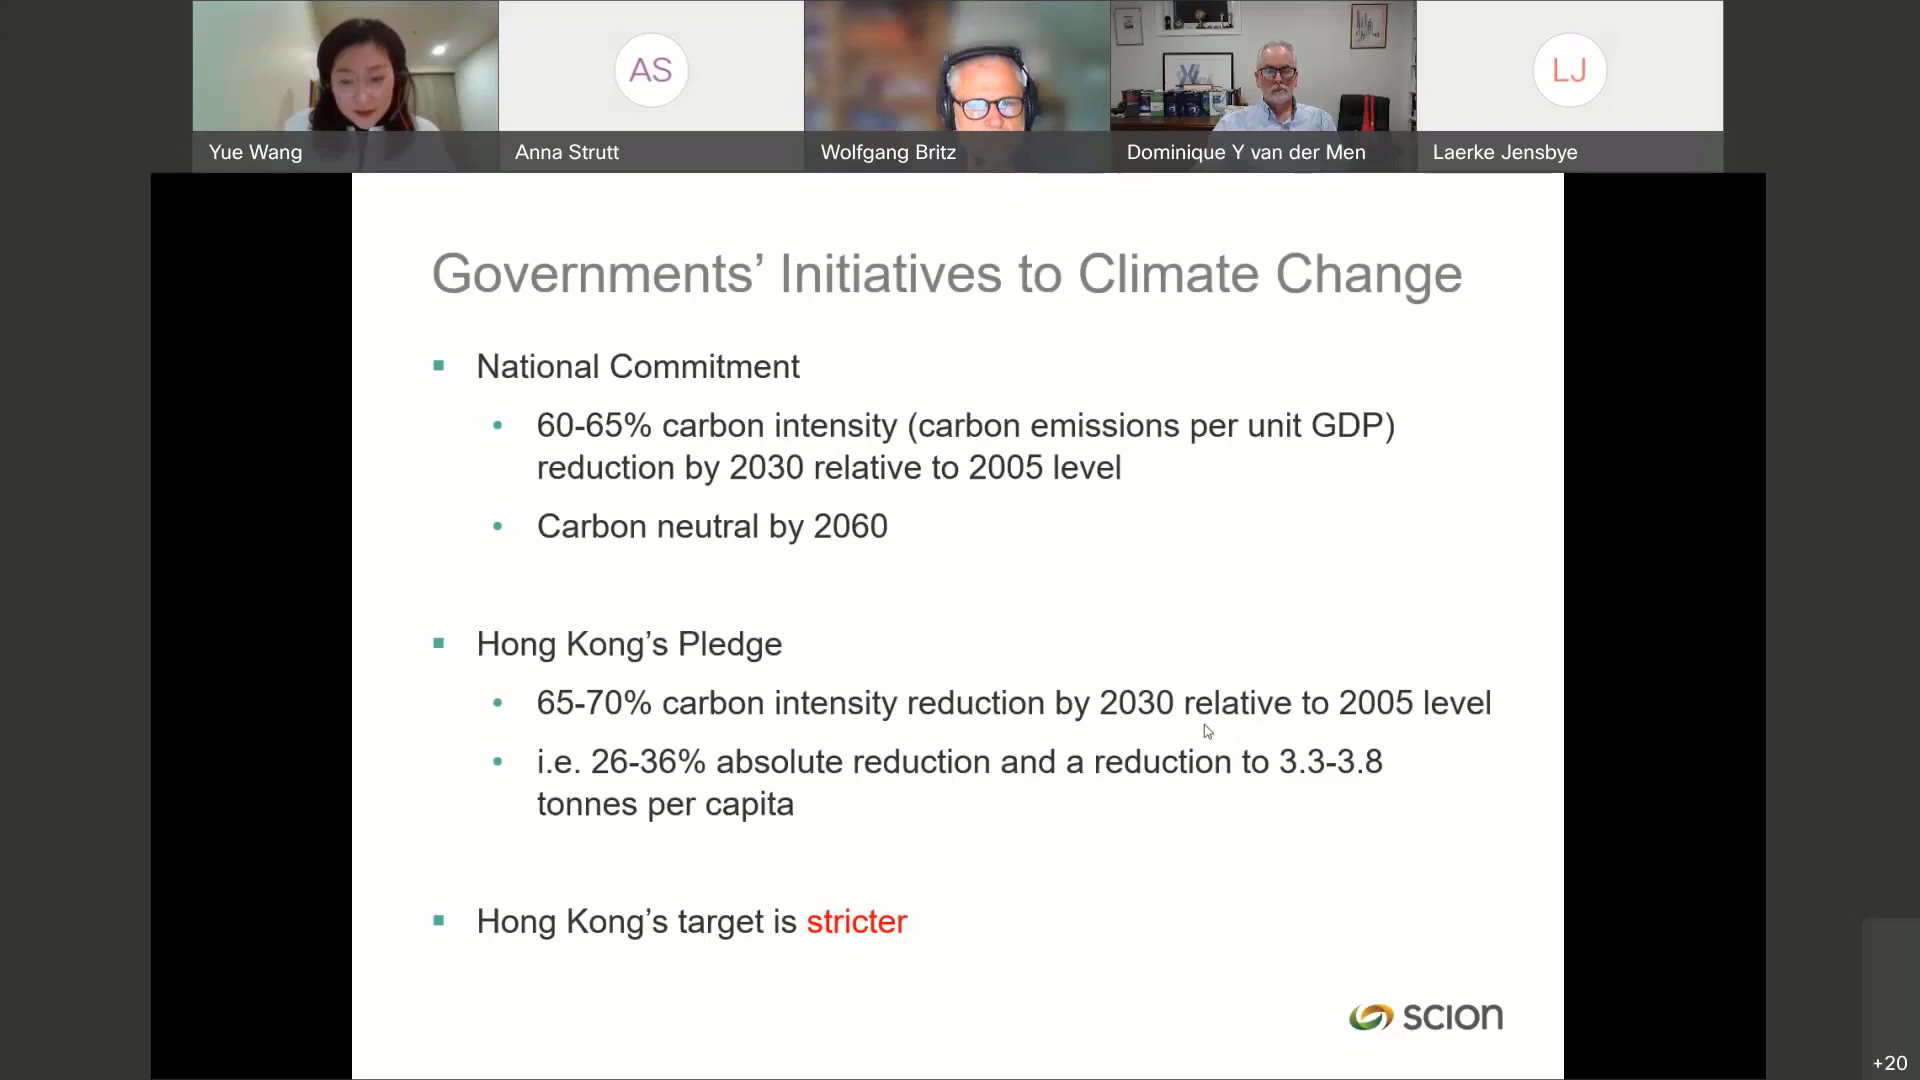 AS
LJ
Yue Wang
Anna Strutt
Wolfgang Britz
Dominique Y van der Men
Laerke Jensbye
Governments’ Initiatives to Climate Change
National Commitment
60-65% carbon intensity (carbon emissions per unit GDP)
reduction by 2030 relative to 2005 level
Carbon neutral by 2060
Hong Kong’s Pledge
65-70% carbon intensity reduction by 2030 relative to 2005 level
i.e. 26-36% absolute reduction and a reduction to 3.3-3.8
tonnes per capita
Hong Kong’s target is stricter
scion
+20